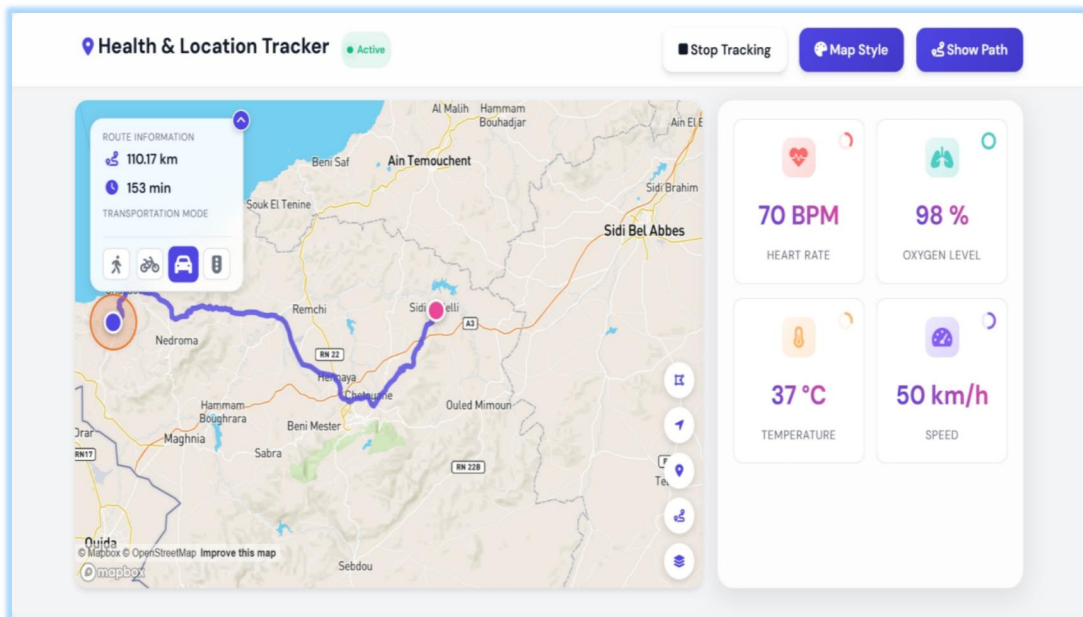 Health & Location Tracker
Active
Stop Tracking
Map Style
Show Path
ROUTE INFORMATION
110.17 km
153 min
TRANSPORTATION MODE
Al Malih
Hammam
Bouhadjar
Ain El
Beni Saf
Ain Temouchent
Sidi Brahim
Souk El Tenine
Sidi Bel Abbes
Remchi
Sidi
elli
A3
Nedroma
RN 22
Hennaya
Chetouane
Hammam
Boughrara
Ouled Mimoun
Beni Mester
Maghnia
Sabra
RN17
RN 22B
Oujda
Sebdou
© Mapbox © OpenStreetMap Improve this map
mapbox
70 BPM
HEART RATE
98 %
OXYGEN LEVEL
37 °C
TEMPERATURE
50 km/h
SPEED